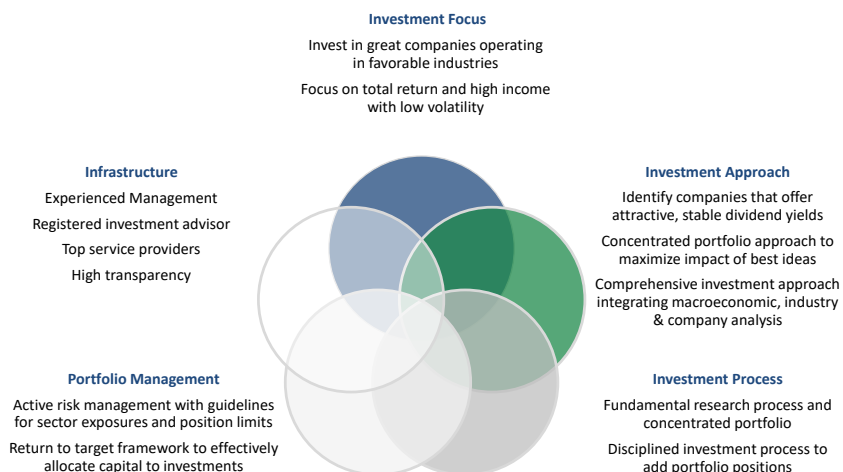 Investment Focus
Invest in great companies operating
in favorable industries
Focus on total return and high income
with low volatility
Infrastructure
Experienced Management
Registered investment advisor
Top service providers
High transparency
Investment Approach
Identify companies that offer
attractive, stable dividend yields
Concentrated portfolio approach to
maximize impact of best ideas
Comprehensive investment approach
integrating macroeconomic, industry
& company analysis
Portfolio Management
Active risk management with guidelines
for sector exposures and position limits
Return to target framework to effectively
allocate capital to investments
Investment Process
Fundamental research process and
concentrated portfolio
Disciplined investment process to
add portfolio positions